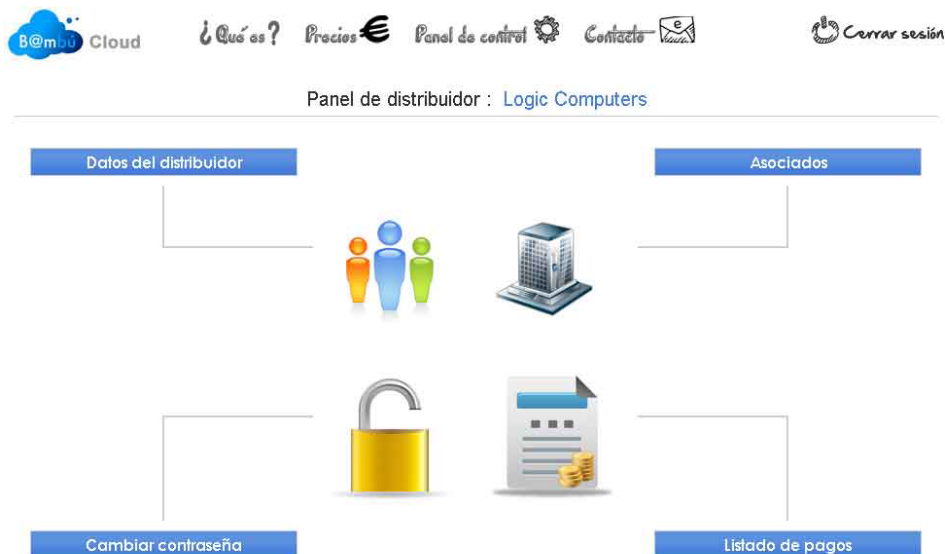 B@mbú Cloud
¿Qué es? Precios € Panel de control Contacto Cerrar sesión
Panel de distribuidor : Logic Computers
Datos del distribuidor Asociados
Cambiar contraseña Listado de pagos